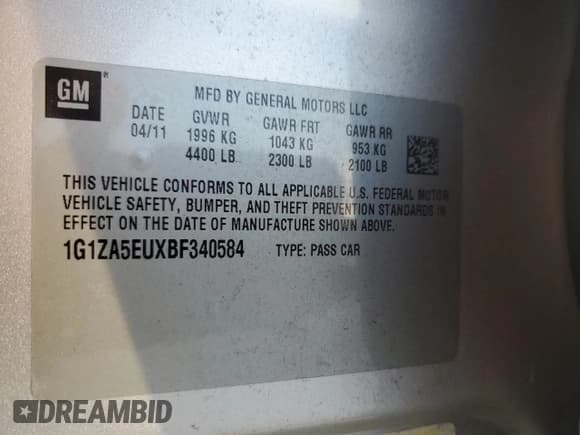 GM ®
MFD BY GENERAL MOTORS LLC
DATE GVWR GAWR FRT GAWR RR
04/11 1996 KG 1043 KG 953 KG
4400 LB 2300 LB 2100 LB
THIS VEHICLE CONFORMS TO ALL APPLICABLE U.S. FEDERAL MOTOR
VEHICLE SAFETY, BUMPER, AND THEFT PREVENTION STANDARDS IN
EFFECT ON THE DATE OF MANUFACTURE SHOWN ABOVE.
1G1ZA5EUXBF340584 TYPE: PASS CAR
DREAMBID